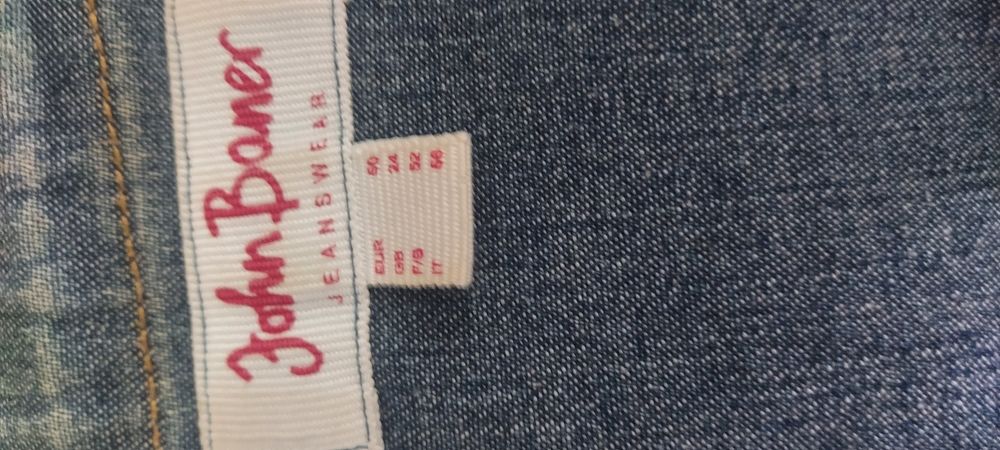 John Baner
JEANSWEAR
EUR 50
GB 24
F/B 52
IT 56